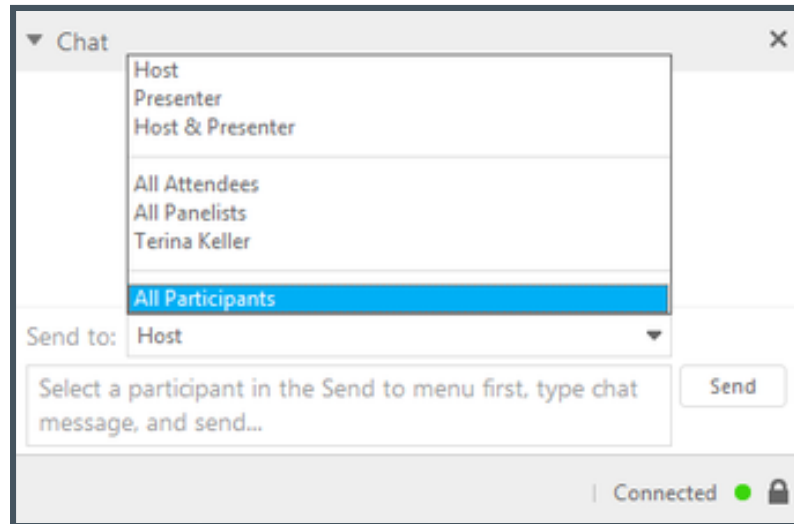 Chat
Host
Presenter
Host & Presenter
All Attendees
All Panelists
Terina Keller
All Participants
Send to: Host
Select a participant in the Send to menu first, type chat
message, and send...
Send
Connected